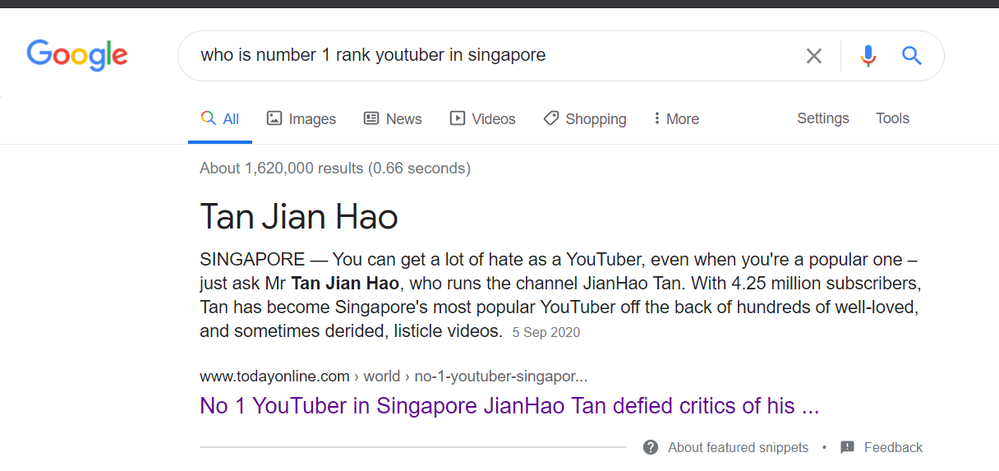 Google
who is number 1 rank youtuber in singapore
All Images News Videos Shopping More Settings Tools
About 1,620,000 results (0.66 seconds)
Tan Jian Hao
SINGAPORE — You can get a lot of hate as a YouTuber, even when you're a popular one –
just ask Mr Tan Jian Hao, who runs the channel JianHao Tan. With 4.25 million subscribers,
Tan has become Singapore's most popular YouTuber off the back of hundreds of well-loved,
and sometimes derided, listicle videos. 5 Sep 2020
www.todayonline.com › world › no-1-youtuber-singapor...
No 1 YouTuber in Singapore JianHao Tan defied critics of his ...
About featured snippets • Feedback